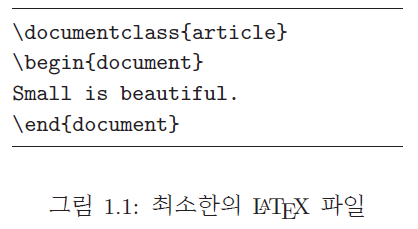 \documentclass{article}
\begin{document}
Small is beautiful.
\end{document}
그림 1.1: 최소한의 LATEX 파일